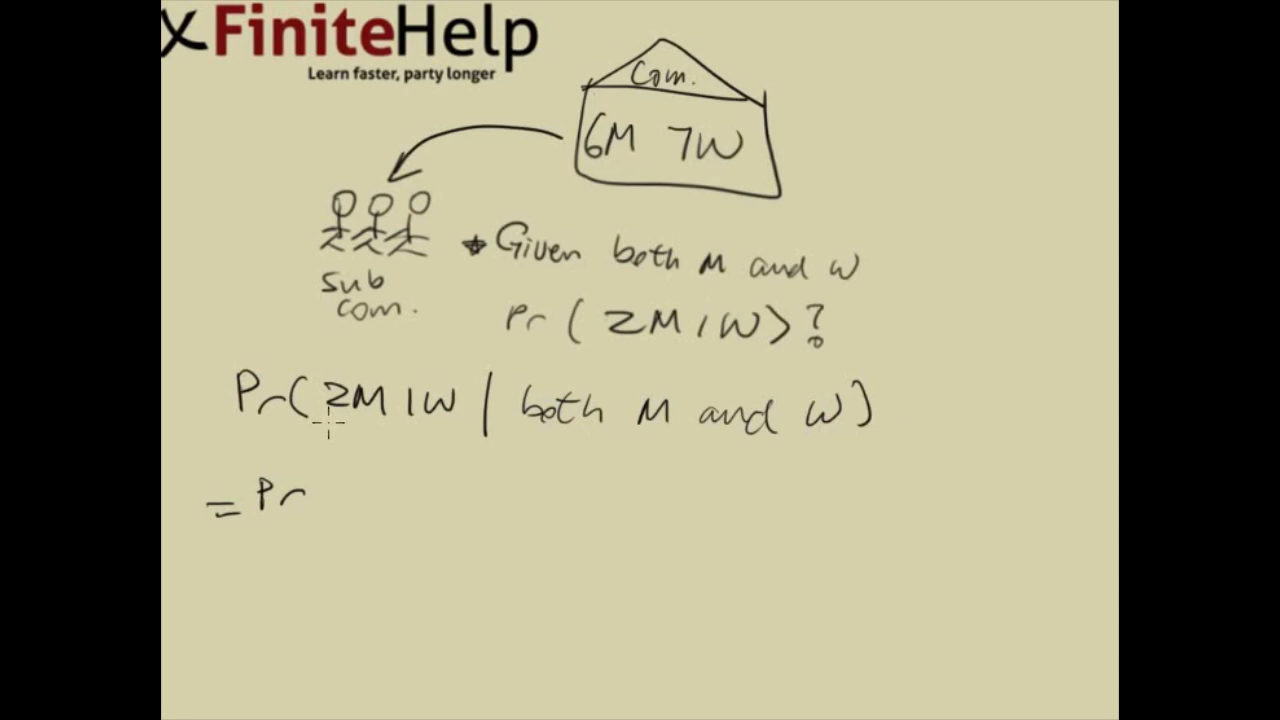 xFiniteHelp
Learn faster, party longer
Com.
6M 7W
Sub
com.
* Given both M and W
Pr ( 2M 1W ) ?
Pr( 2M 1W | both M and W )
= Pr